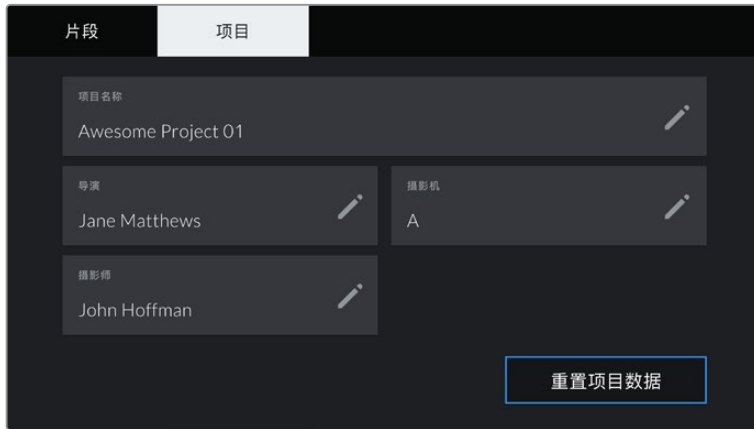 片段
项目
项目名称
Awesome Project 01
导演
摄影机
Jane Matthews
A
摄影师
John Hoffman
重置项目数据